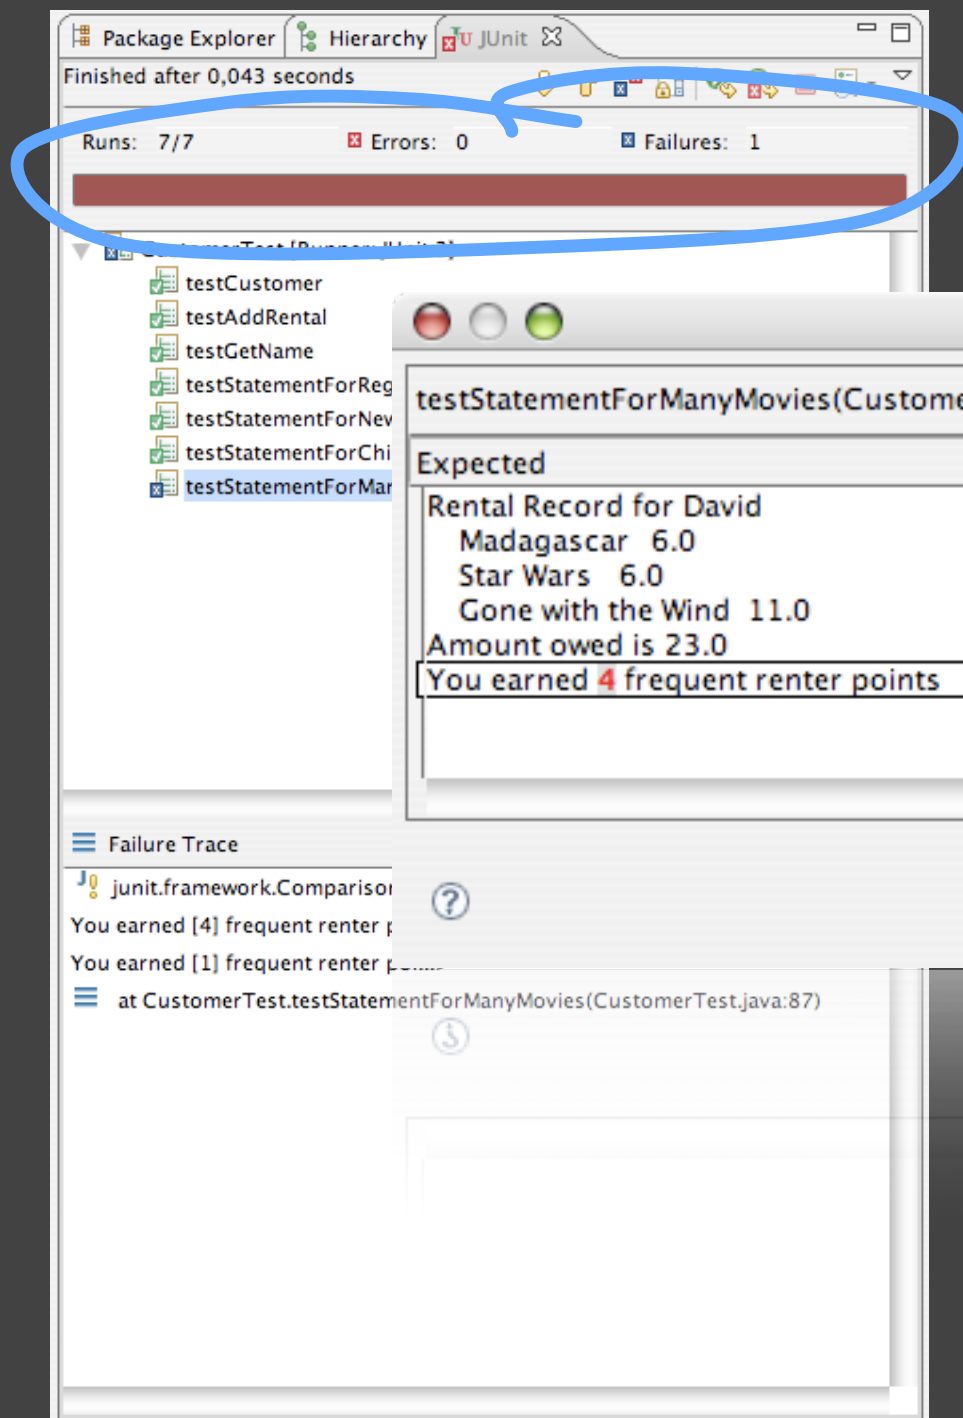 Package Explorer Hierarchy JUnit
Finished after 0,043 seconds
Runs: 7/7 Errors: 0 Failures: 1
testCustomer
testAddRental
testGetName
testStatementForReg
testStatementForNew
testStatementForChi
testStatementForMar
testStatementForManyMovies(Custome
Expected
Rental Record for David
Madagascar 6.0
Star Wars 6.0
Gone with the Wind 11.0
Amount owed is 23.0
You earned 4 frequent renter points
Failure Trace
junit.framework.Comparison
You earned [4] frequent renter p
You earned [1] frequent renter points
at CustomerTest.testStatementForManyMovies(CustomerTest.java:87)